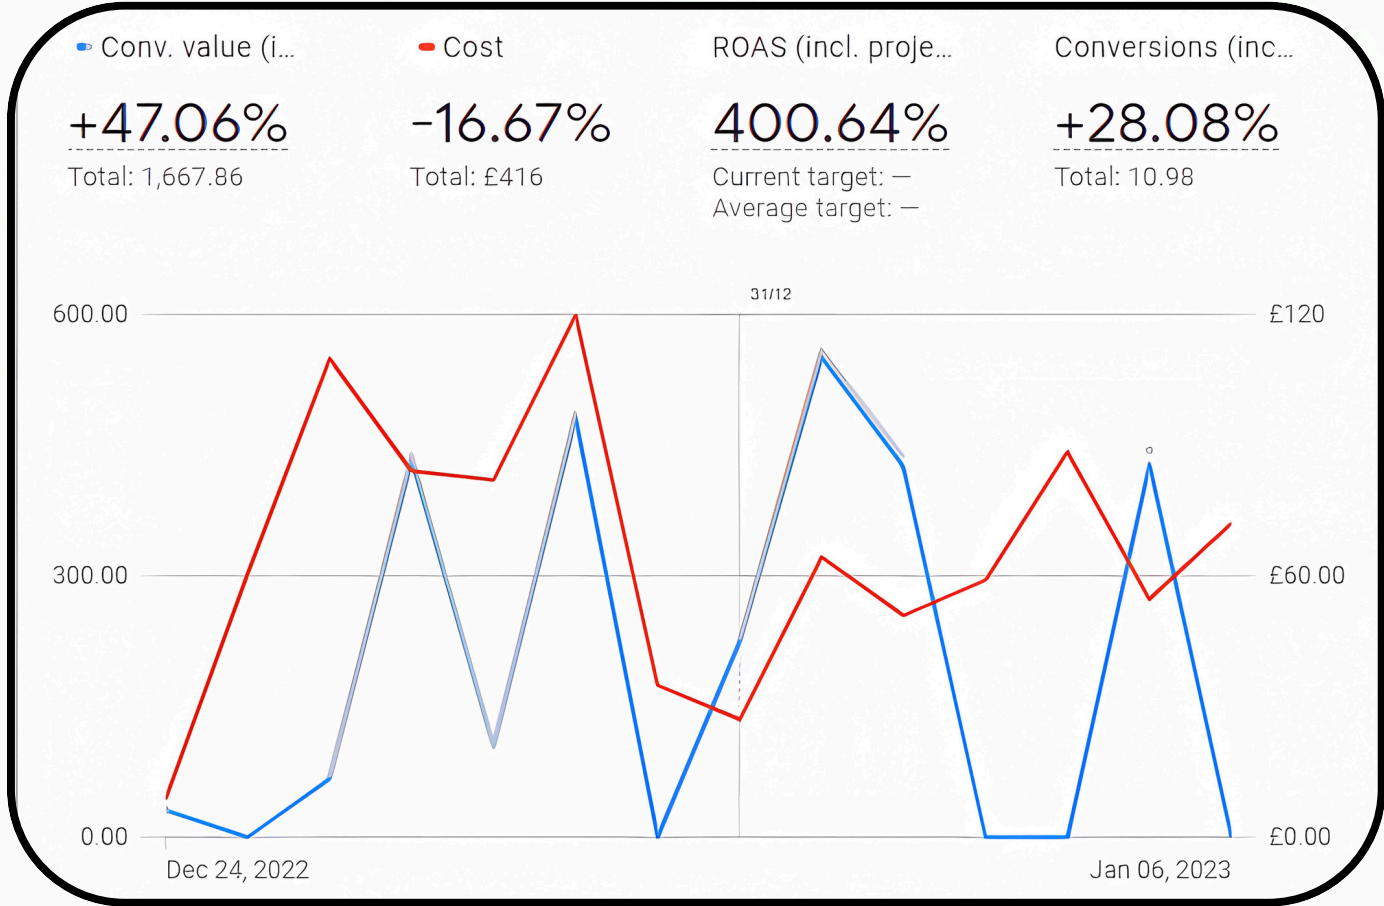 Conv. value (i... Cost ROAS (incl. proje... Conversions (inc...
+47.06% -16.67% 400.64% +28.08%
Total: 1,667.86 Total: £416 Current target: — Total: 10.98
Average target: —
31/12
600.00 £120
300.00 £60.00
0.00 £0.00
Dec 24, 2022 Jan 06, 2023